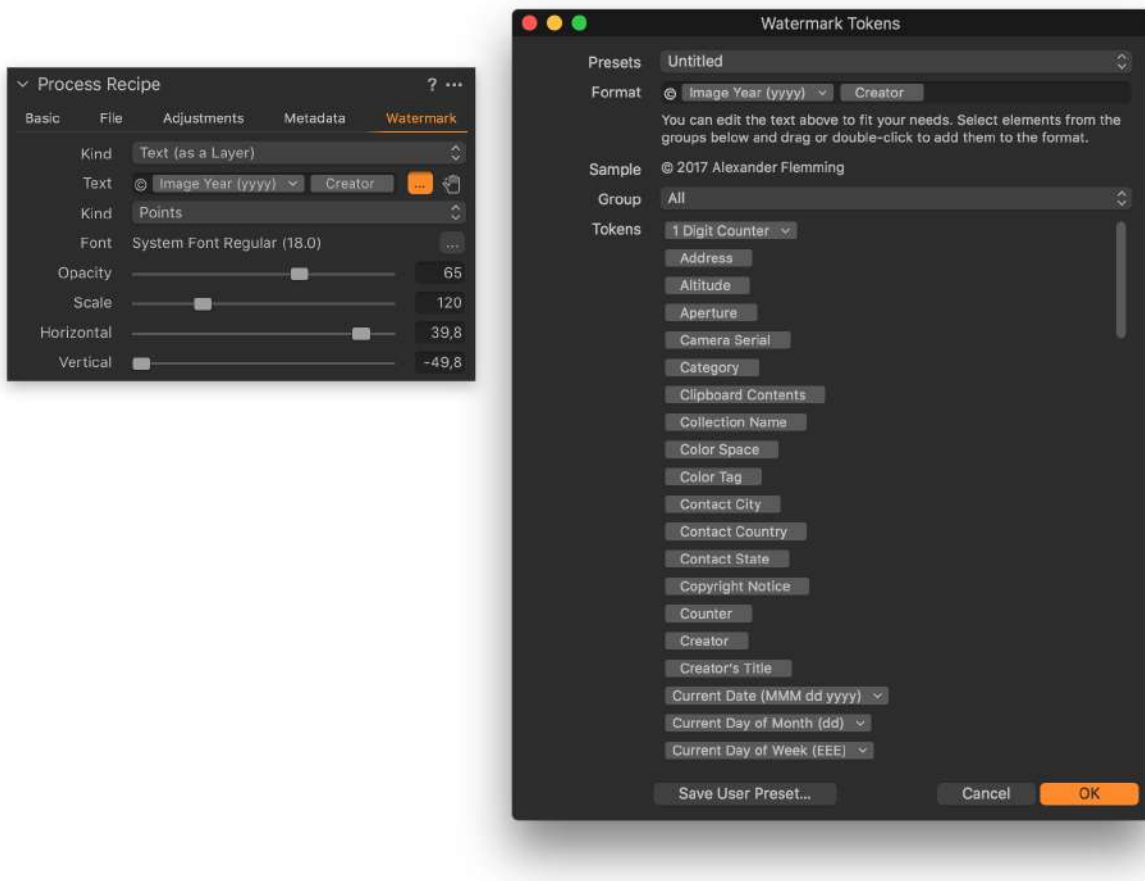 Process Recipe ? ...
Basic File Adjustments Metadata Watermark
Kind Text (as a Layer)
Text © Image Year (yyyy) Creator ...
Kind Points
Font System Font Regular (18.0) ...
Opacity 65
Scale 120
Horizontal 39,8
Vertical -49,8
Watermark Tokens
Presets Untitled
Format © Image Year (yyyy) Creator
You can edit the text above to fit your needs. Select elements from the
groups below and drag or double-click to add them to the format.
Sample © 2017 Alexander Flemming
Group All
Tokens 1 Digit Counter
Address
Altitude
Aperture
Camera Serial
Category
Clipboard Contents
Collection Name
Color Space
Color Tag
Contact City
Contact Country
Contact State
Copyright Notice
Counter
Creator
Creator's Title
Current Date (MMM dd yyyy)
Current Day of Month (dd)
Current Day of Week (EEE)
Save User Preset... Cancel OK